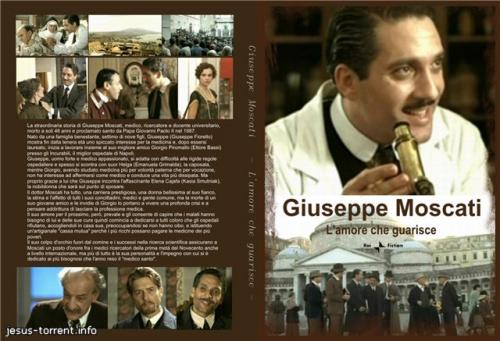 La straordinaria storia di Giuseppe Moscati, medico, ricercatore e docente universitario,
morto a soli 46 anni e proclamato santo da Papa Giovanni Paolo II nel 1987.
Nato da una famiglia benestante, settimo di nove figli, Giuseppe (Giuseppe Fiorello)
mostra fin dalla tenera età uno spiccato interesse per la medicina e, dopo essersi
laureato, inizia a lavorare insieme al suo migliore amico Giorgio Piromallo (Ettore Bassi)
presso gli Incurabili, il miglior ospedale di Napoli.
Giuseppe, uomo forte e medico appassionato, si adatta con difficoltà alle rigide regole
ospedaliere e spesso si scontra con suor Helga (Emanuela Grimalda), la caposala,
mentre Giorgio, avendo studiato medicina più per volontà paterna che per vocazione,
non ha interesse ad affermarsi come medico e conduce una vita più dissipata. Ma
proprio grazie a lui che Giuseppe incontra l'affascinante Elena Cajafa (Kasia Smutniak),
la nobildonna che sarà sul punto di sposare.
Il dottor Moscati ha tutto, una carriera prestigiosa, una donna bellissima al suo fianco,
la stima e l'affetto di tutti i suoi concittadini, medici e gente comune, ma la morte di un
suo giovane amico e le invidie di Giorgio lo portano a vivere una profonda crisi e a
pensare addirittura di lasciare la professione medica.
Il suo amore per il prossimo, però, prevale e gli consente di capire che i malati hanno
bisogno di lui e delle sue cure quindi comincia a dedicarsi a tutti coloro che gli ospedali
rifiutano, accogliendoli in casa sua, preoccupandosi se non hanno cibo, e istituendo
un'artigianale "cassa mutua" perché i più ricchi possano pagare le medicine dei più
poveri.
Il suo colpo d'occhio fuori dal comune e i successi nella ricerca scientifica assicurano a
Moscati un posto d'onore fra i medici ricercatori della prima metà del Novecento anche
a livello internazionale, ma più di tutto è la sua personalità e l'impegno con cui si è
dedicato ai più bisognosi che l'anno reso il "medico santo".
jesus-torrent.info
Giuseppe Moscati L'amore che guarisce -
Giuseppe Moscati
L'amore che guarisce
Rai Fiction